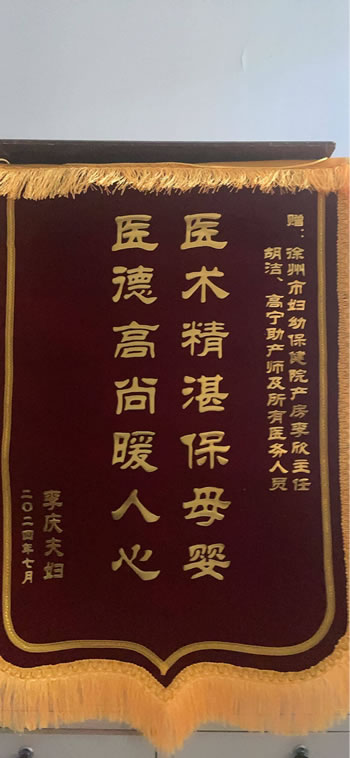 赠：徐州市妇幼保健院产房李欣主任
胡洁、高宁助产师及所有医务人员
医术精湛保母婴
医德高尚暖人心
李庆夫妇
二〇二四年七月